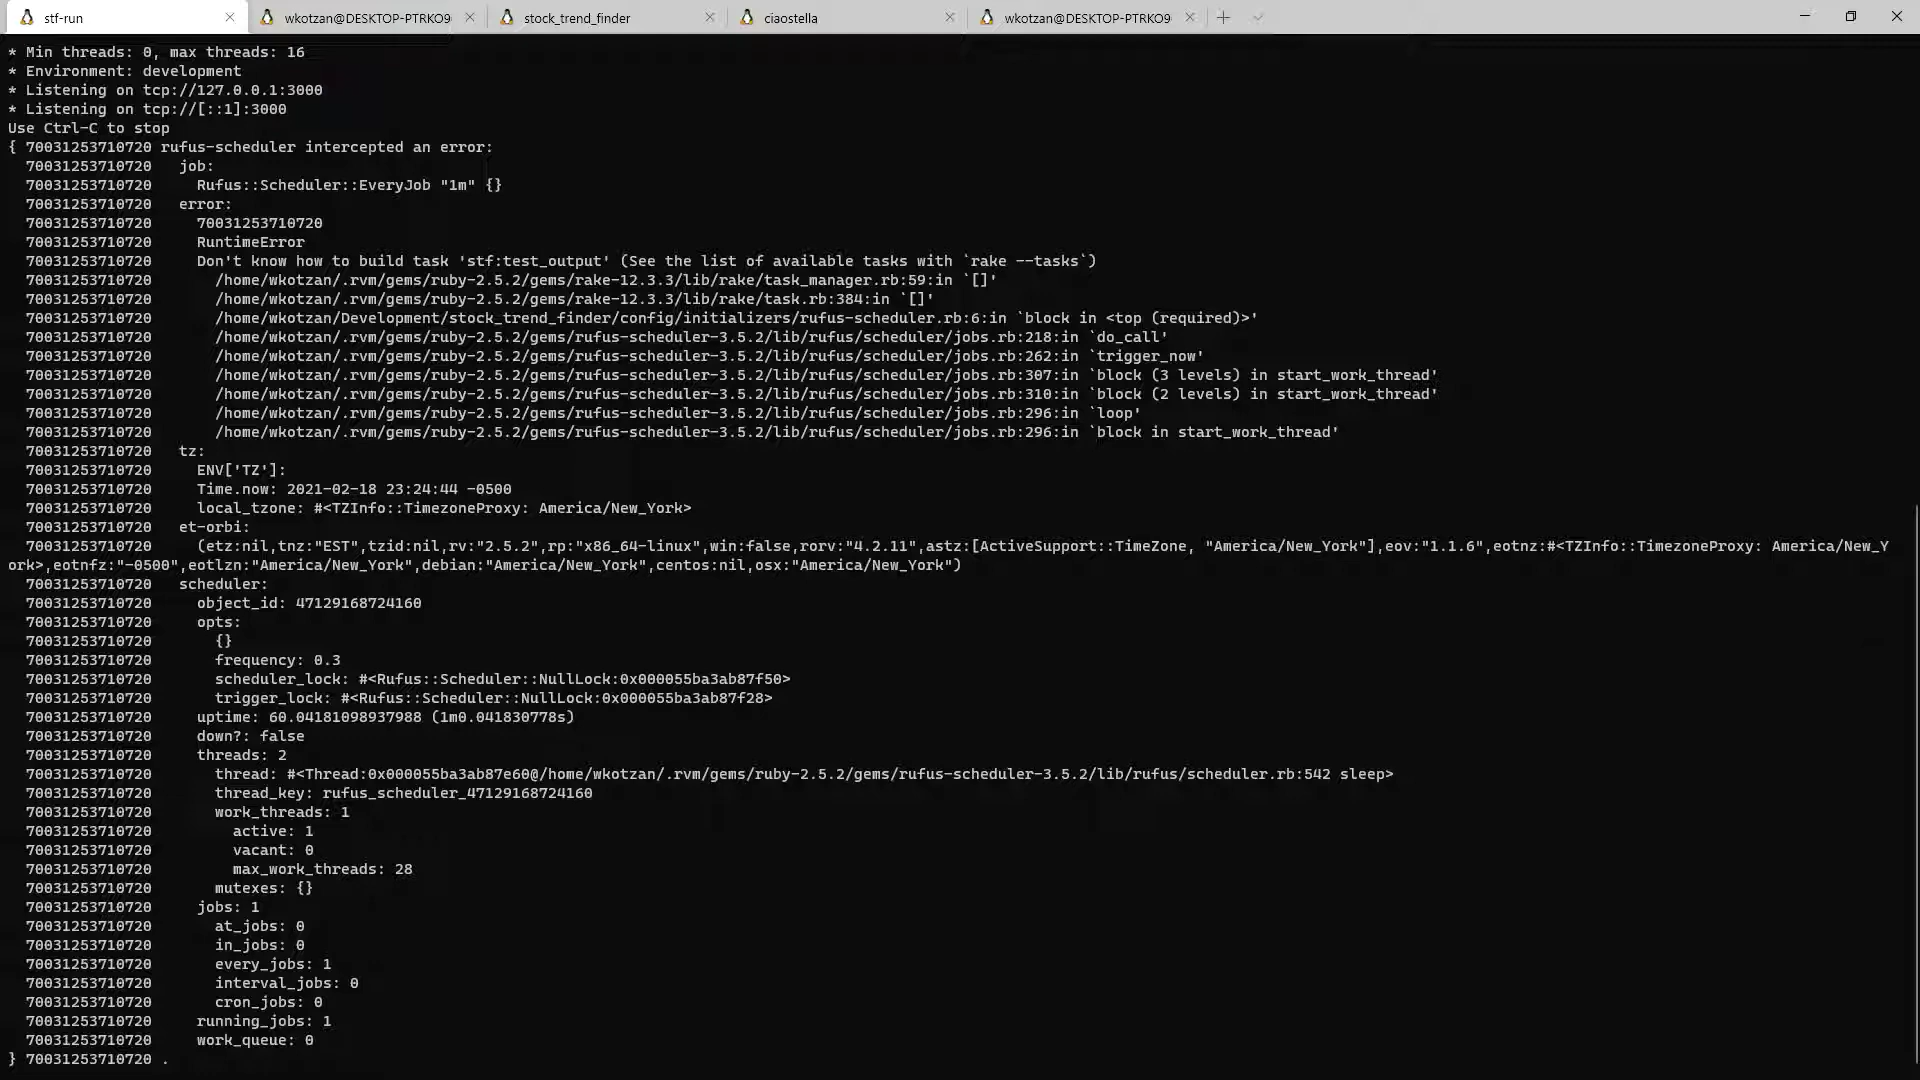 stf-run
wkotzan@DESKTOP-PTRKO9
stock_trend_finder
ciaostella
wkotzan@DESKTOP-PTRKO9
* Min threads: 0, max threads: 16
* Environment: development
* Listening on tcp://127.0.0.1:3000
* Listening on tcp://[::1]:3000
Use Ctrl-C to stop
{ 70031253710720 rufus-scheduler intercepted an error:
  70031253710720   job:
  70031253710720     Rufus::Scheduler::EveryJob "1m" {}
  70031253710720   error:
  70031253710720     70031253710720
  70031253710720     RuntimeError
  70031253710720     Don't know how to build task 'stf:test_output' (See the list of available tasks with `rake --tasks`)
  70031253710720       /home/wkotzan/.rvm/gems/ruby-2.5.2/gems/rake-12.3.3/lib/rake/task_manager.rb:59:in `[]'
  70031253710720       /home/wkotzan/.rvm/gems/ruby-2.5.2/gems/rake-12.3.3/lib/rake/task.rb:384:in `[]'
  70031253710720       /home/wkotzan/Development/stock_trend_finder/config/initializers/rufus-scheduler.rb:6:in `block in <top (required)>'
  70031253710720       /home/wkotzan/.rvm/gems/ruby-2.5.2/gems/rufus-scheduler-3.5.2/lib/rufus/scheduler/jobs.rb:218:in `do_call'
  70031253710720       /home/wkotzan/.rvm/gems/ruby-2.5.2/gems/rufus-scheduler-3.5.2/lib/rufus/scheduler/jobs.rb:262:in `trigger_now'
  70031253710720       /home/wkotzan/.rvm/gems/ruby-2.5.2/gems/rufus-scheduler-3.5.2/lib/rufus/scheduler/jobs.rb:307:in `block (3 levels) in start_work_thread'
  70031253710720       /home/wkotzan/.rvm/gems/ruby-2.5.2/gems/rufus-scheduler-3.5.2/lib/rufus/scheduler/jobs.rb:310:in `block (2 levels) in start_work_thread'
  70031253710720       /home/wkotzan/.rvm/gems/ruby-2.5.2/gems/rufus-scheduler-3.5.2/lib/rufus/scheduler/jobs.rb:296:in `loop'
  70031253710720       /home/wkotzan/.rvm/gems/ruby-2.5.2/gems/rufus-scheduler-3.5.2/lib/rufus/scheduler/jobs.rb:296:in `block in start_work_thread'
  70031253710720   tz:
  70031253710720     ENV['TZ']:
  70031253710720     Time.now: 2021-02-18 23:24:44 -0500
  70031253710720     local_tzone: #<TZInfo::TimezoneProxy: America/New_York>
  70031253710720   et-orbi:
  70031253710720     (etz:nil,tnz:"EST",tzid:nil,rv:"2.5.2",rp:"x86_64-linux",win:false,rorv:"4.2.11",astz:[ActiveSupport::TimeZone, "America/New_York"],eov:"1.1.6",eotnz:#<TZInfo::TimezoneProxy: America/New_Y
ork>,eotnfz:"-0500",eotlzn:"America/New_York",debian:"America/New_York",centos:nil,osx:"America/New_York")
  70031253710720   scheduler:
  70031253710720     object_id: 47129168724160
  70031253710720     opts:
  70031253710720       {}
  70031253710720       frequency: 0.3
  70031253710720       scheduler_lock: #<Rufus::Scheduler::NullLock:0x000055ba3ab87f50>
  70031253710720       trigger_lock: #<Rufus::Scheduler::NullLock:0x000055ba3ab87f28>
  70031253710720     uptime: 60.04181098937988 (1m0.041830778s)
  70031253710720     down?: false
  70031253710720     threads: 2
  70031253710720       thread: #<Thread:0x000055ba3ab87e60@/home/wkotzan/.rvm/gems/ruby-2.5.2/gems/rufus-scheduler-3.5.2/lib/rufus/scheduler.rb:542 sleep>
  70031253710720       thread_key: rufus_scheduler_47129168724160
  70031253710720       work_threads: 1
  70031253710720         active: 1
  70031253710720         vacant: 0
  70031253710720         max_work_threads: 28
  70031253710720       mutexes: {}
  70031253710720     jobs: 1
  70031253710720       at_jobs: 0
  70031253710720       in_jobs: 0
  70031253710720       every_jobs: 1
  70031253710720       interval_jobs: 0
  70031253710720       cron_jobs: 0
  70031253710720     running_jobs: 1
  70031253710720     work_queue: 0
} 70031253710720 .